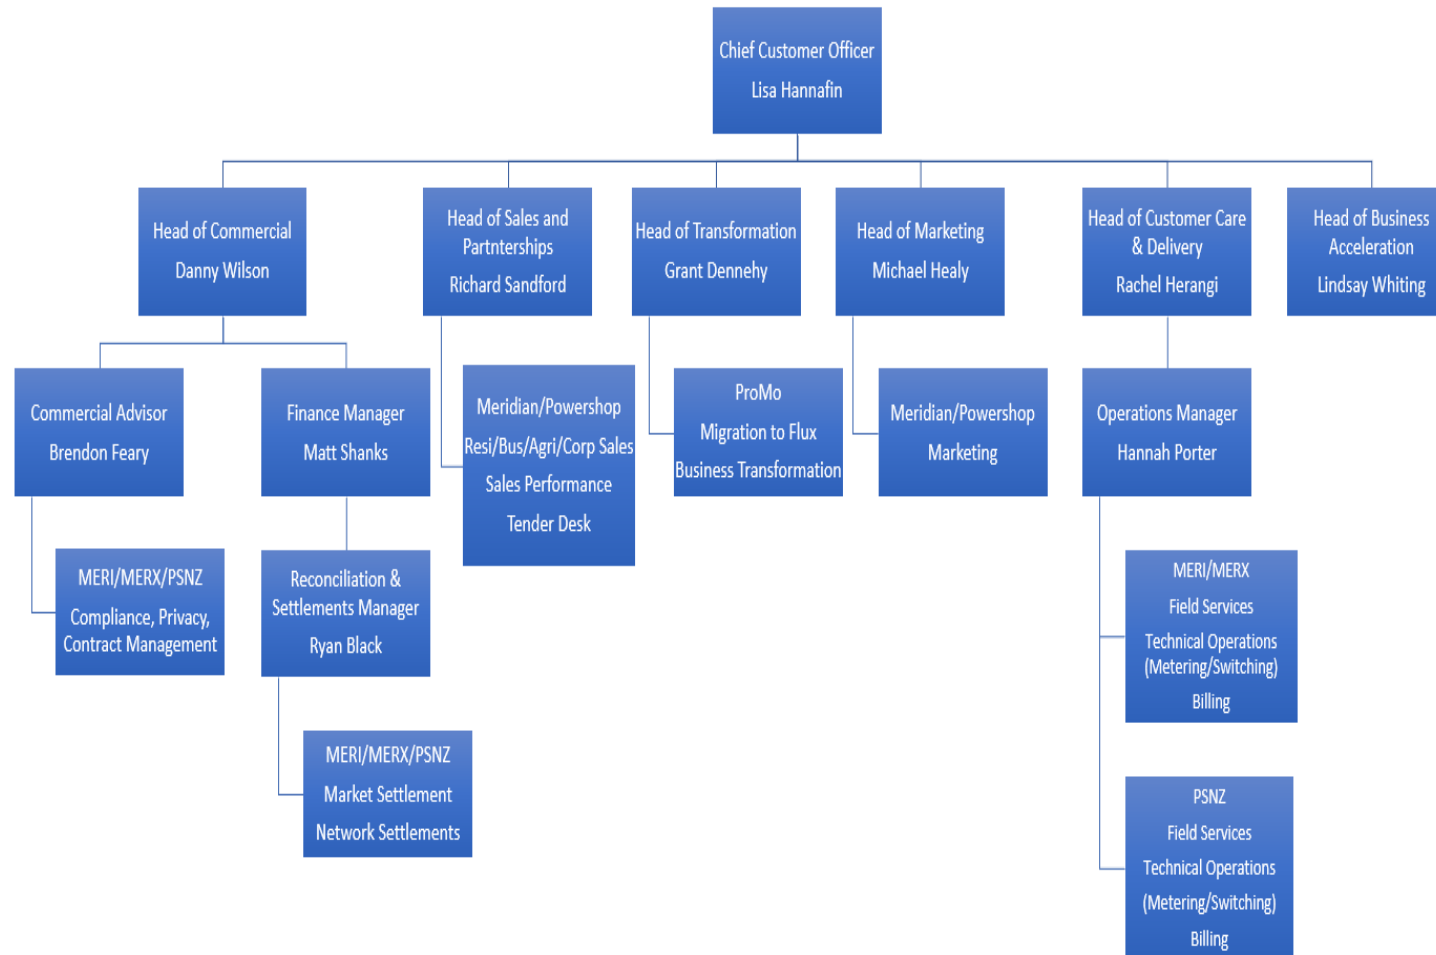 Chief Customer Officer
Lisa Hannafin
Head of Commercial
Danny Wilson
Head of Sales and
Partnterships
Richard Sandford
Head of Transformation
Grant Dennehy
Head of Marketing
Michael Healy
Head of Customer Care
& Delivery
Rachel Herangi
Head of Business
Acceleration
Lindsay Whiting
Commercial Advisor
Brendon Feary
Finance Manager
Matt Shanks
Meridian/Powershop
Resi/Bus/Agri/Corp Sales
Sales Performance
Tender Desk
ProMo
Migration to Flux
Business Transformation
Meridian/Powershop
Marketing
Operations Manager
Hannah Porter
MERI/MERX/PSNZ
Compliance, Privacy,
Contract Management
Reconciliation &
Settlements Manager
Ryan Black
MERI/MERX
Field Services
Technical Operations
(Metering/Switching)
Billing
MERI/MERX/PSNZ
Market Settlement
Network Settlements
PSNZ
Field Services
Technical Operations
(Metering/Switching)
Billing